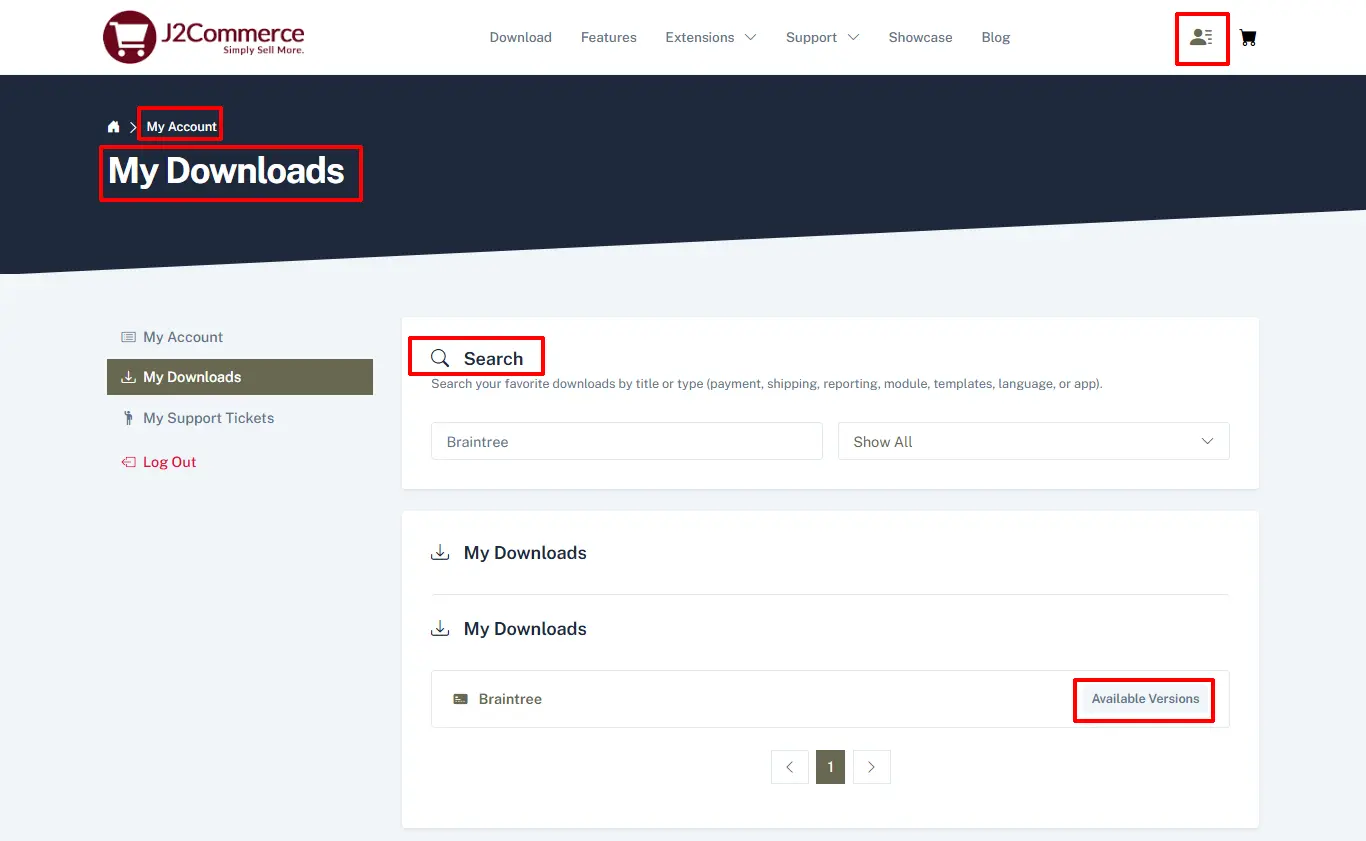 J2Commerce
Simply Sell More.
Download Features Extensions Support Showcase Blog
My Account
My Downloads
My Account
My Downloads
My Support Tickets
Log Out
Search
Search your favorite downloads by title or type (payment, shipping, reporting, module, templates, language, or app).
Braintree Show All
My Downloads
My Downloads
Braintree Available Versions
1